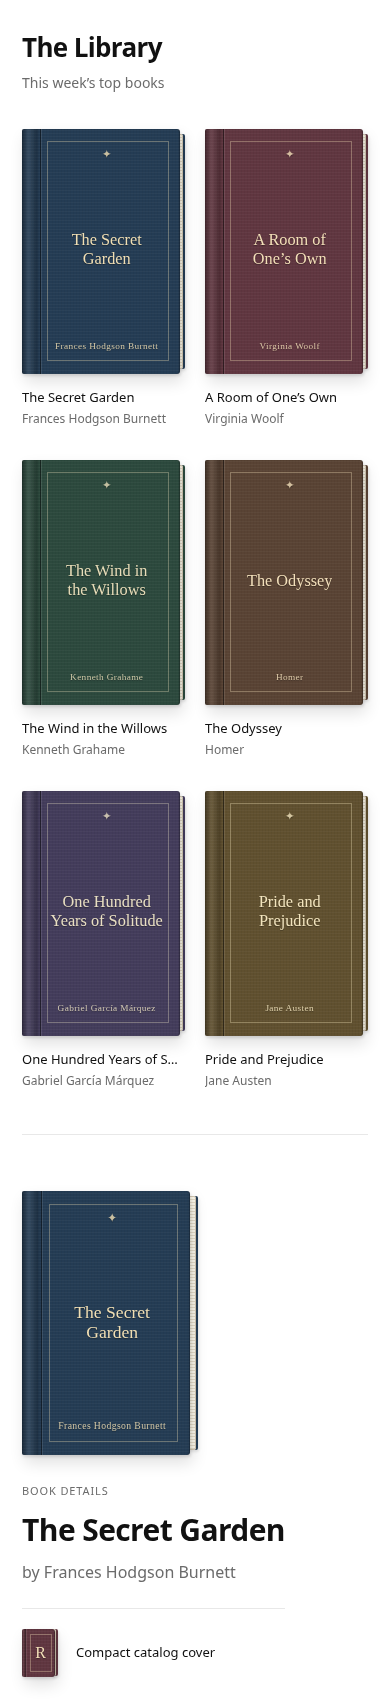 The Library
This week’s top books
The Secret
Garden
Frances Hodgson Burnett
The Secret Garden
Frances Hodgson Burnett
A Room of
One’s Own
Virginia Woolf
A Room of One’s Own
Virginia Woolf
The Wind in
the Willows
Kenneth Grahame
The Wind in the Willows
Kenneth Grahame
The Odyssey
Homer
The Odyssey
Homer
One Hundred
Years of Solitude
Gabriel García Márquez
One Hundred Years of S…
Gabriel García Márquez
Pride and
Prejudice
Jane Austen
Pride and Prejudice
Jane Austen
The Secret
Garden
Frances Hodgson Burnett
BOOK DETAILS
The Secret Garden
by Frances Hodgson Burnett
R
Compact catalog cover